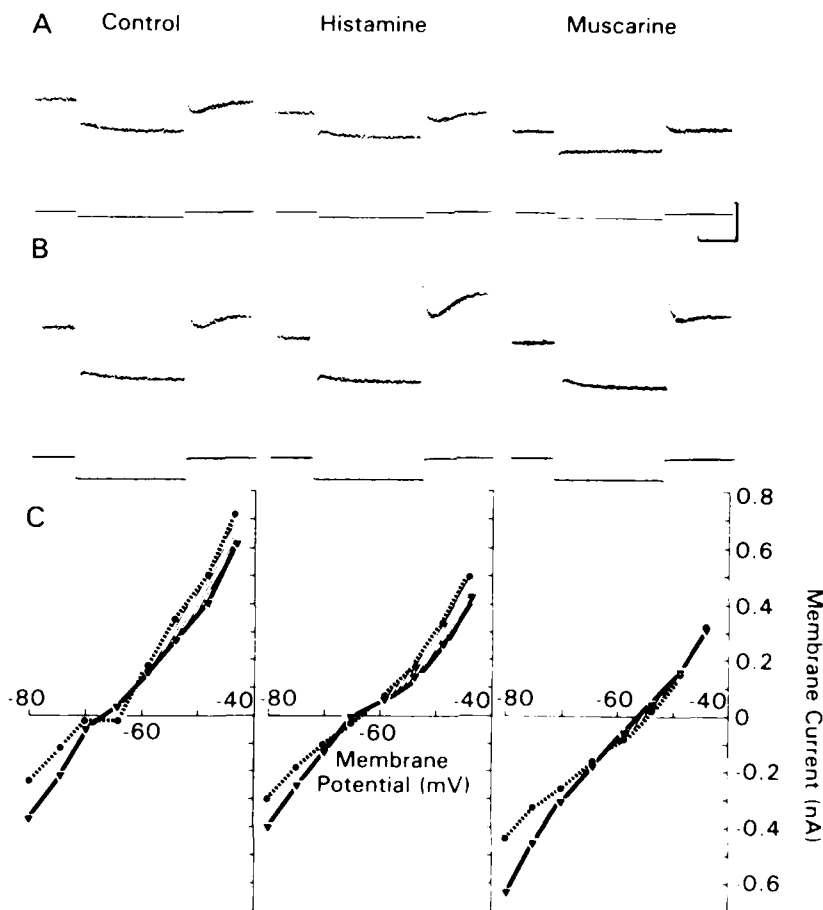 A Control Histamine Muscarine
B
C
0.8
0.6
0.4
0.2
-80 -40 -80 -40 -80 -40 0
-60 -60 -60
Membrane
Potential (mV)
-0.2
-0.4
0.6
Membrane Current (nA)